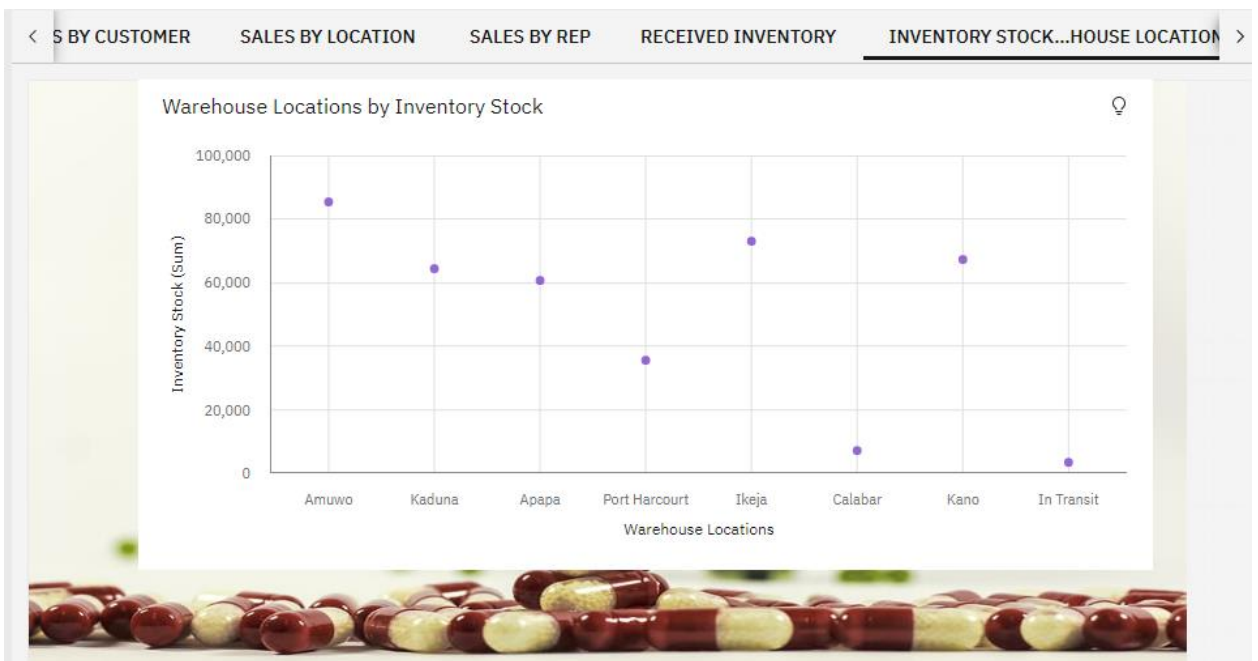 S BY CUSTOMER SALES BY LOCATION SALES BY REP RECEIVED INVENTORY INVENTORY STOCK...HOUSE LOCATION
Warehouse Locations by Inventory Stock
100,000
80,000
60,000
40,000
20,000
0
Inventory Stock (Sum)
Amuwo Kaduna Apapa Port Harcourt Ikeja Calabar Kano In Transit
Warehouse Locations